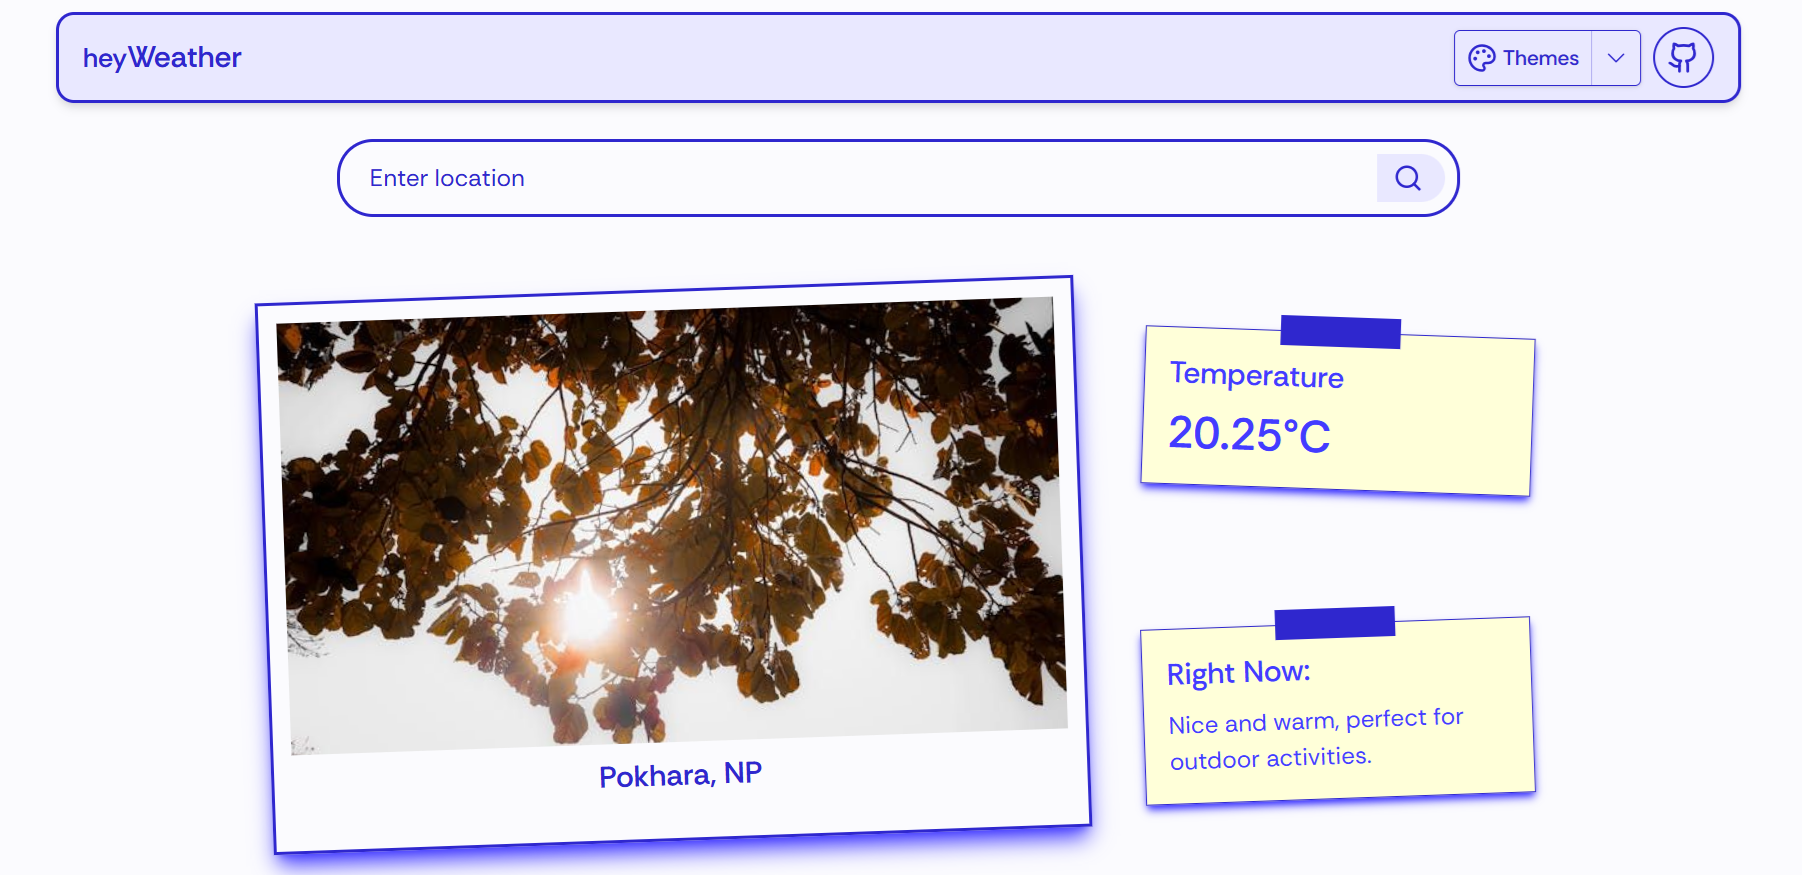 heyWeather
Themes
Enter location
Temperature
20.25°C
Pokhara, NP
Right Now:
Nice and warm, perfect for
outdoor activities.